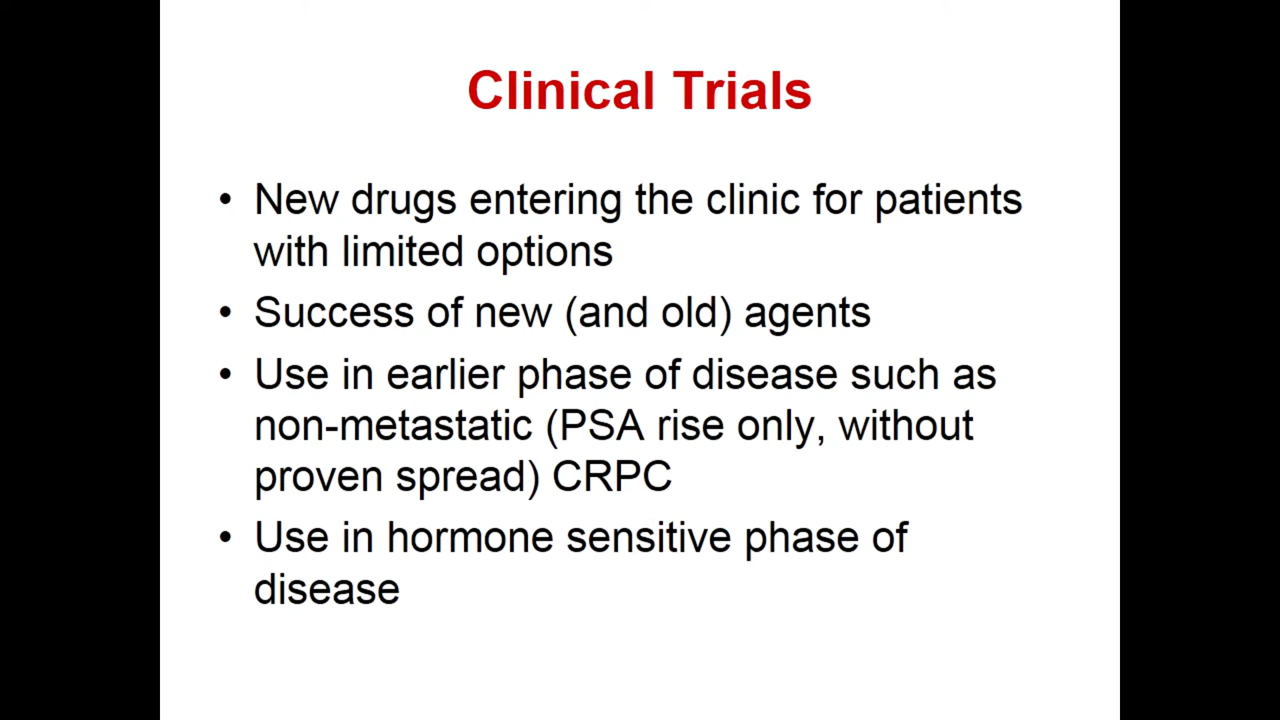 Clinical Trials
• New drugs entering the clinic for patients
with limited options
• Success of new (and old) agents
• Use in earlier phase of disease such as
non-metastatic (PSA rise only, without
proven spread) CRPC
• Use in hormone sensitive phase of
disease